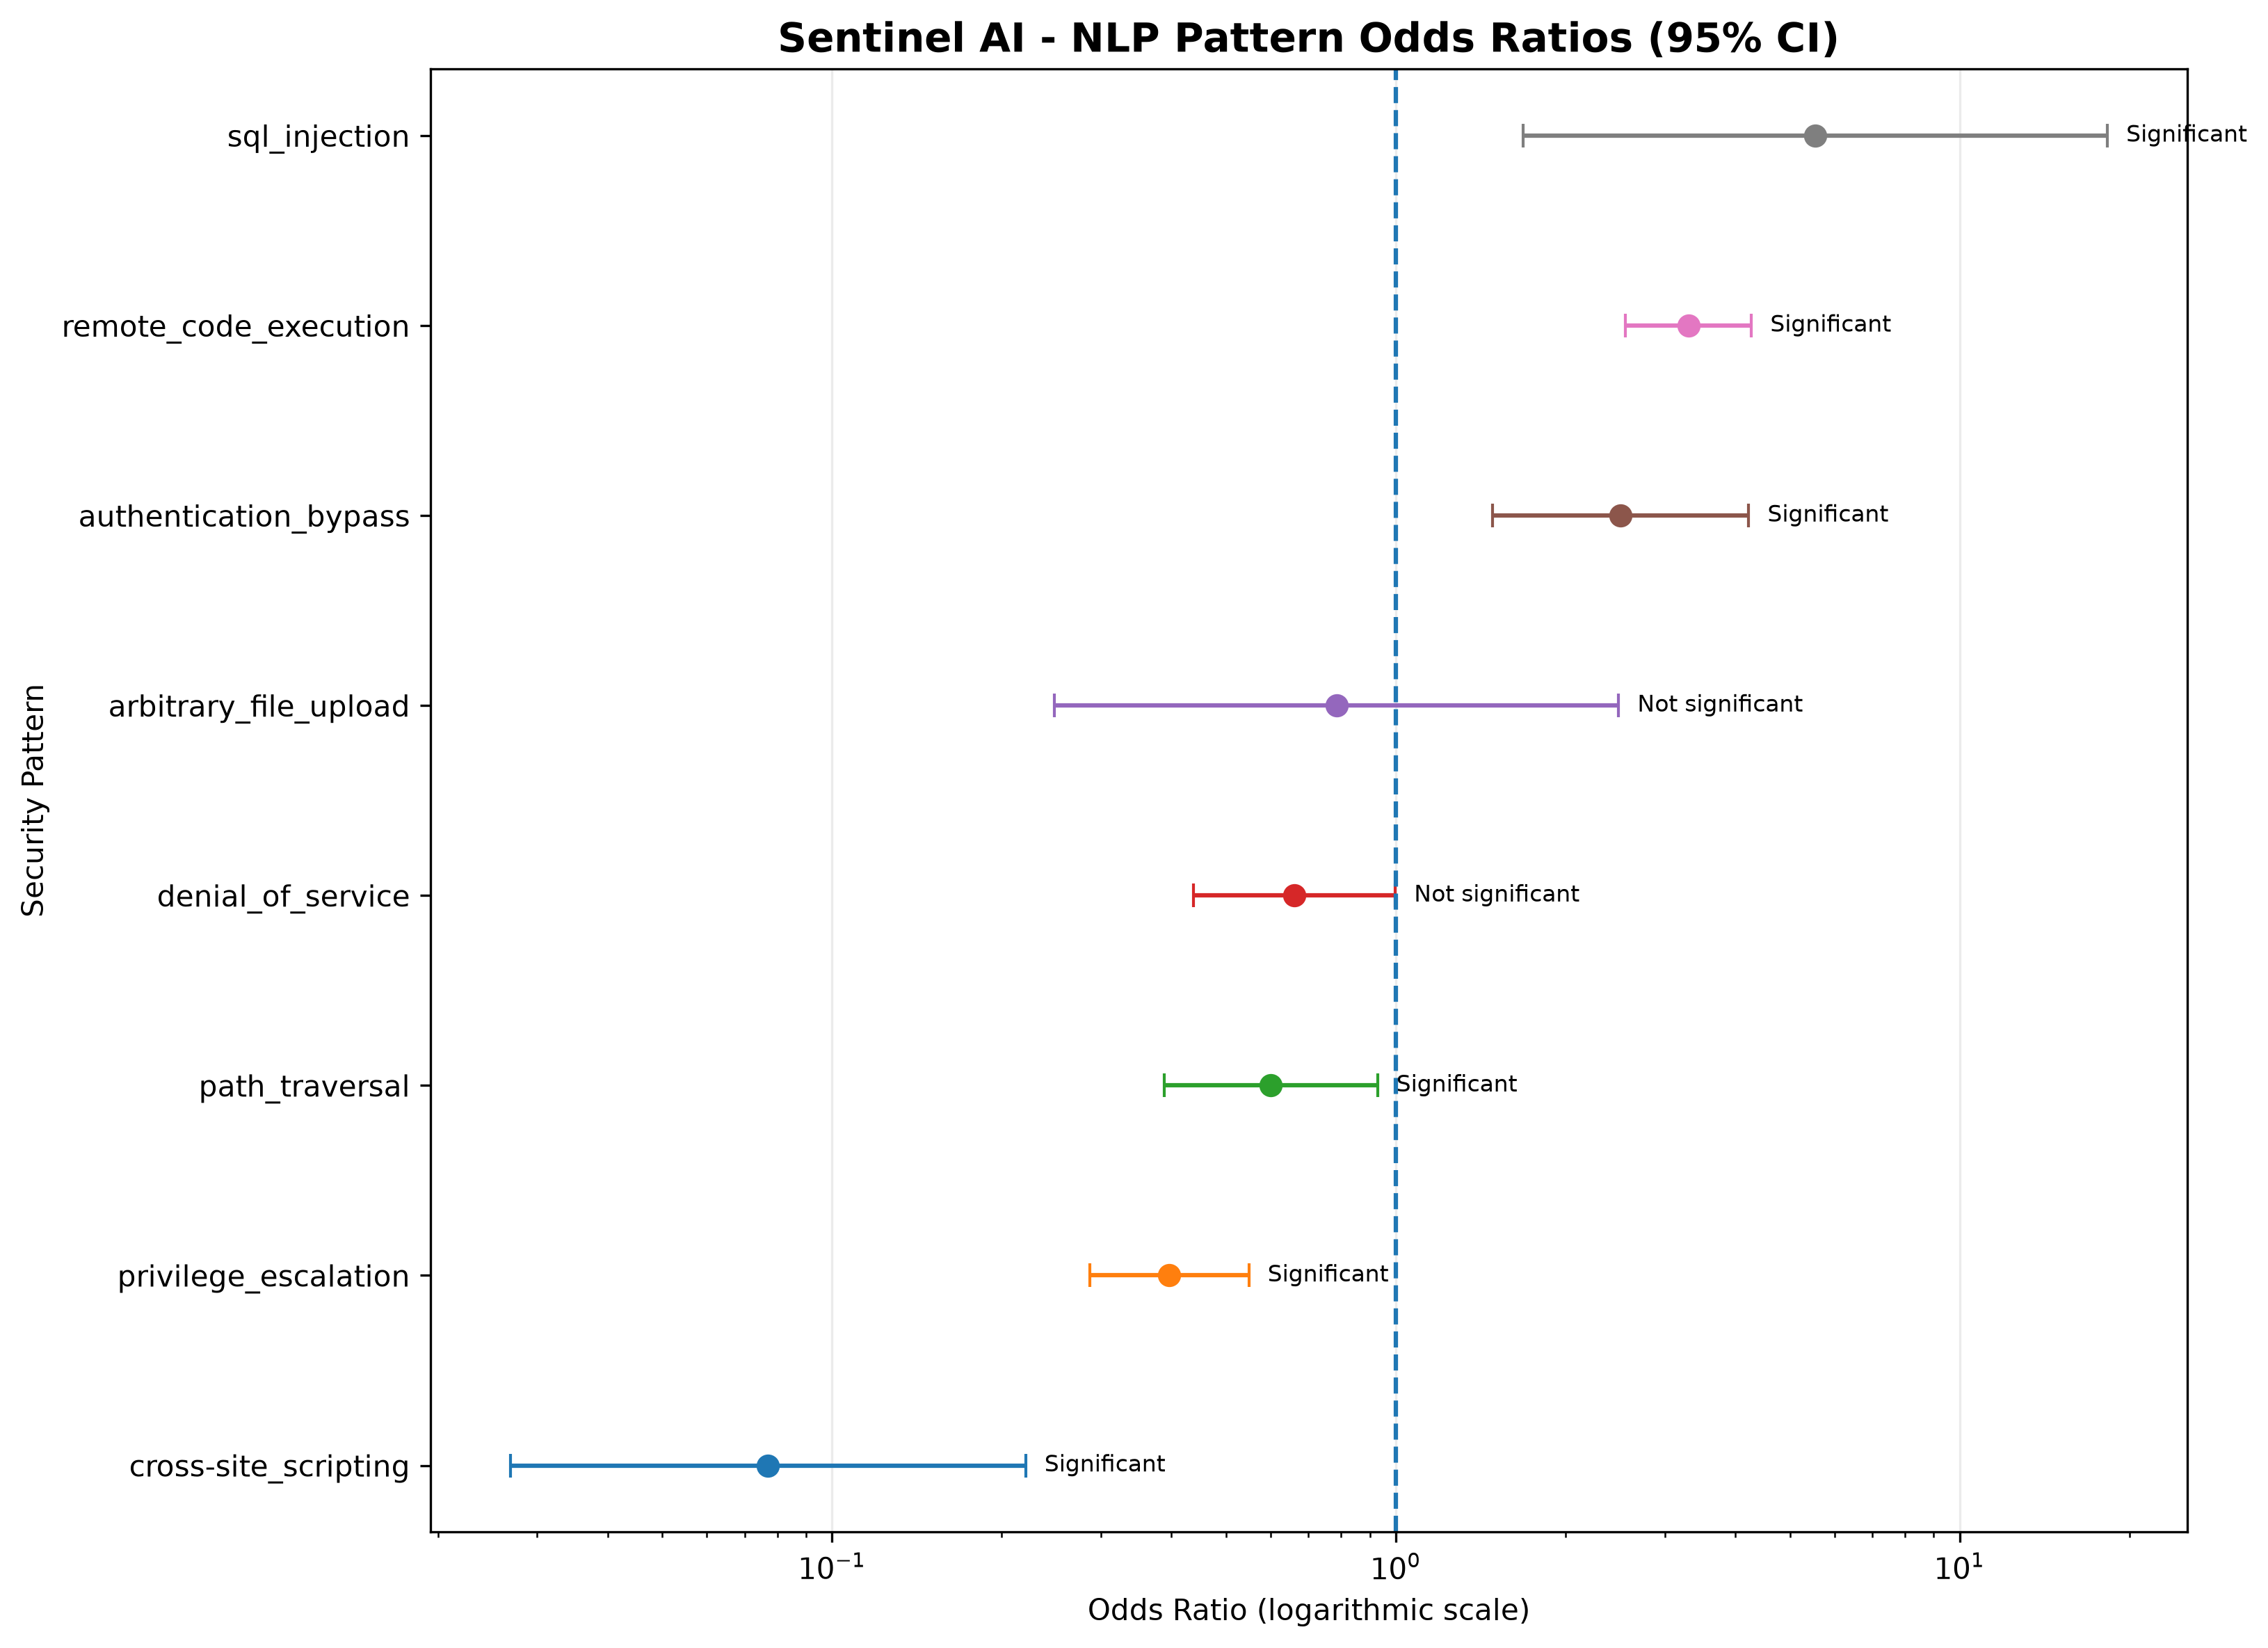 Sentinel AI - NLP Pattern Odds Ratios (95% CI)
Security Pattern
sql_injection
Significant
remote_code_execution
Significant
authentication_bypass
Significant
arbitrary_file_upload
Not significant
denial_of_service
Not significant
path_traversal
Significant
privilege_escalation
Significant
cross-site_scripting
Significant
10⁻¹
10⁰
10¹
Odds Ratio (logarithmic scale)